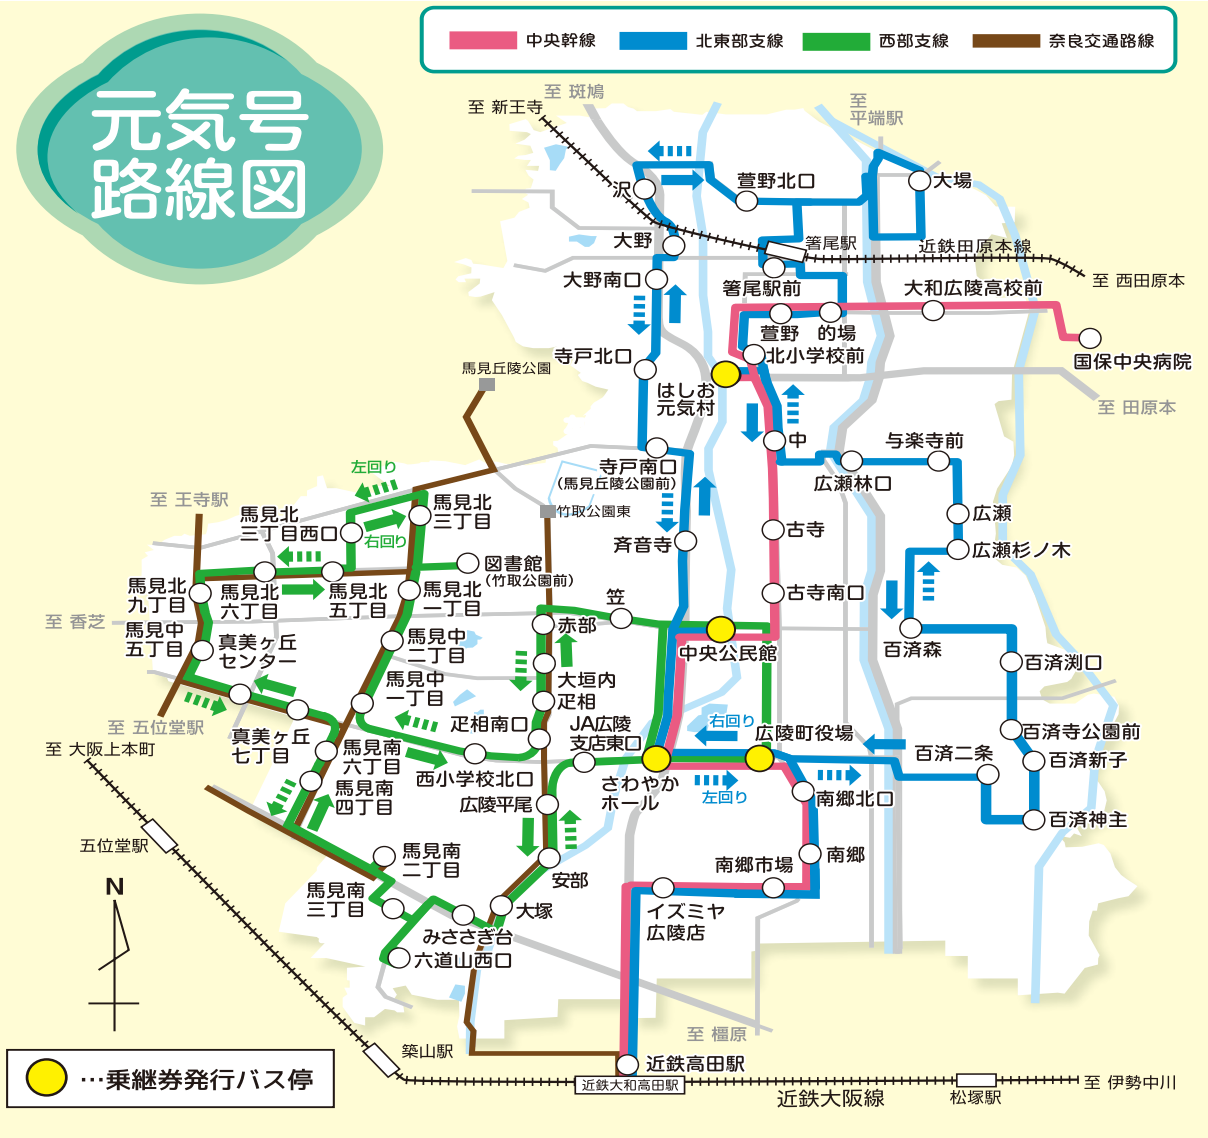 元気号
路線図
中央幹線
北東部支線
西部支線
奈良交通路線
至 斑鳩
至 新王寺
至
平端駅
沢
萱野北口
大場
大野
箸尾駅
近鉄田原本線
大野南口
箸尾駅前
大和広陵高校前
至 西田原本
萱野
的場
北小学校前
国保中央病院
寺戸北口
馬見丘陵公園
はしお
元気村
至 田原本
中
与楽寺前
寺戸南口
(馬見丘陵公園前)
広瀬林口
左回り
至 王寺駅
馬見北
三丁目西口
馬見北
三丁目
竹取公園東
広瀬
右回り
古寺
斉音寺
広瀬杉ノ木
図書館
(竹取公園前)
馬見北
九丁目
馬見北
六丁目
馬見北
五丁目
馬見北
一丁目
笠
古寺南口
至 香芝
馬見中
五丁目
真美ヶ丘
センター
馬見中
二丁目
赤部
中央公民館
百済森
百済渕口
馬見中
一丁目
大垣内
疋相
至 五位堂駅
疋相南口
JA広陵
支店東口
右回り
広陵町役場
百済寺公園前
至 大阪上本町
真美ヶ丘
七丁目
馬見南
六丁目
西小学校北口
さわやか
ホール
左回り
百済二条
百済新子
馬見南
四丁目
広陵平尾
南郷北口
百済神主
五位堂駅
馬見南
二丁目
安部
南郷市場
南郷
N
馬見南
三丁目
大塚
イズミヤ
広陵店
みささぎ台
六道山西口
至 橿原
築山駅
近鉄高田駅
…乗継券発行バス停
近鉄大和高田駅
近鉄大阪線
松塚駅
至 伊勢中川